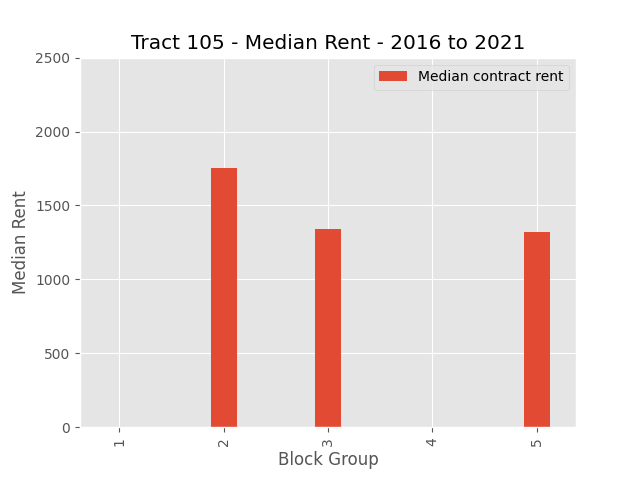 Tract 105 - Median Rent - 2016 to 2021
Median contract rent
2500
2000
1500
1000
500
0
Median Rent
1
2
3
4
5
Block Group